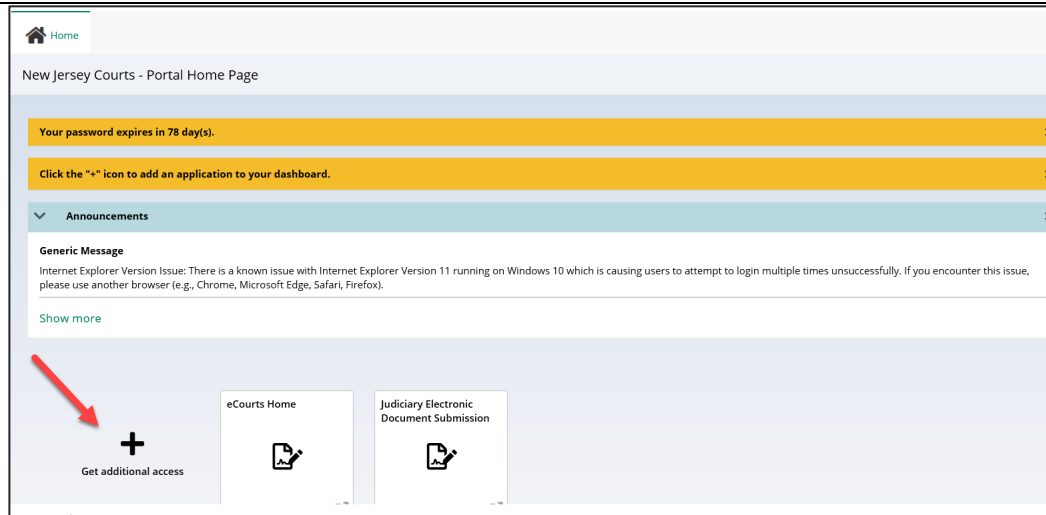 Home
New Jersey Courts - Portal Home Page
Your password expires in 78 day(s).
Click the "+" icon to add an application to your dashboard.
Announcements
Generic Message
Internet Explorer Version Issue: There is a known issue with Internet Explorer Version 11 running on Windows 10 which is causing users to attempt to login multiple times unsuccessfully. If you encounter this issue,
please use another browser (e.g., Chrome, Microsoft Edge, Safari, Firefox).
Show more
Get additional access
eCourts Home
Judiciary Electronic
Document Submission